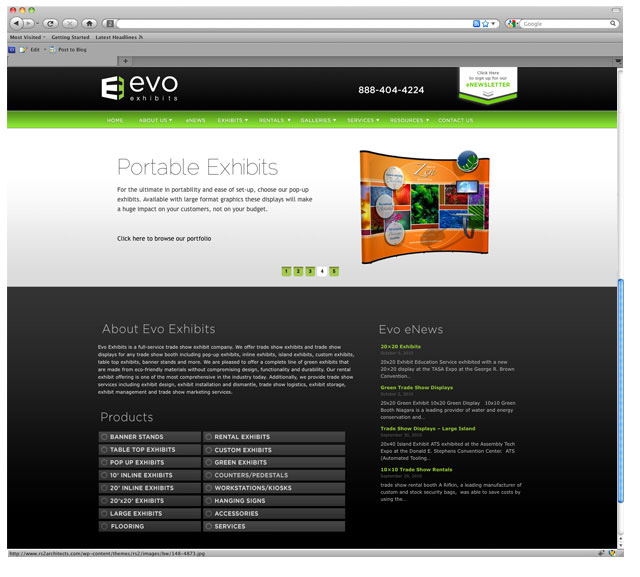 Google
Most Visited
Getting Started
Latest Headlines
Edit
Post to Blog
evo
exhibits
888-404-4224
Click Here
to sign up for our
eNEWSLETTER
HOME
ABOUT US
eNEWS
EXHIBITS
RENTALS
GALLERIES
SERVICES
RESOURCES
CONTACT US
Portable Exhibits
For the ultimate in portability and ease of set-up, choose our pop-up
exhibits. Available with large format graphics these displays will make
a huge impact on your customers, not on your budget.
Click here to browse our portfolio
1 2 3 4 5
About Evo Exhibits
Evo Exhibits is a full-service trade show exhibit company. We offer trade show exhibits and trade show
displays for any trade show booth including pop-up exhibits, inline exhibits, island exhibits, custom exhibits,
table top exhibits, banner stands and more. We are pleased to offer a complete line of green exhibits that
are made from eco-friendly materials without compromising design, functionality and durability. Our rental
exhibit offering is one of the most comprehensive in the industry today. Additionally, we provide trade show
services including exhibit design, exhibit installation and dismantle, trade show logistics, exhibit storage,
exhibit management and trade show marketing services.
Products
BANNER STANDS
RENTAL EXHIBITS
TABLE TOP EXHIBITS
CUSTOM EXHIBITS
POP UP EXHIBITS
GREEN EXHIBITS
10' INLINE EXHIBITS
COUNTERS/PEDESTALS
20' INLINE EXHIBITS
WORKSTATIONS/KIOSKS
20'x20' EXHIBITS
HANGING SIGNS
LARGE EXHIBITS
ACCESSORIES
FLOORING
SERVICES
Evo eNews
20×20 Exhibits
October 5, 2010
20x20 Exhibit Education Service exhibited with a new
20×20 display at the TASA Expo at the George R. Brown
Convention...
Green Trade Show Displays
October 2, 2010
20x20 Green Exhibit 10x20 Green Display 10x10 Green
Booth Niagara is a leading provider of water and energy
conservation and...
Trade Show Displays – Large Island
September 30, 2010
20x40 Island Exhibit ATS exhibited at the Assembly Tech
Expo at the Donald E. Stephens Convention Center. ATS
(Automated Tooling...
10×10 Trade Show Rentals
September 29, 2010
trade show rental booth A Rifkin, a leading manufacturer of
custom and stock security bags, was able to save costs by
using the...
http://www.rs2architects.com/wp-content/themes/rs2/images/bw/148-4873.jpg